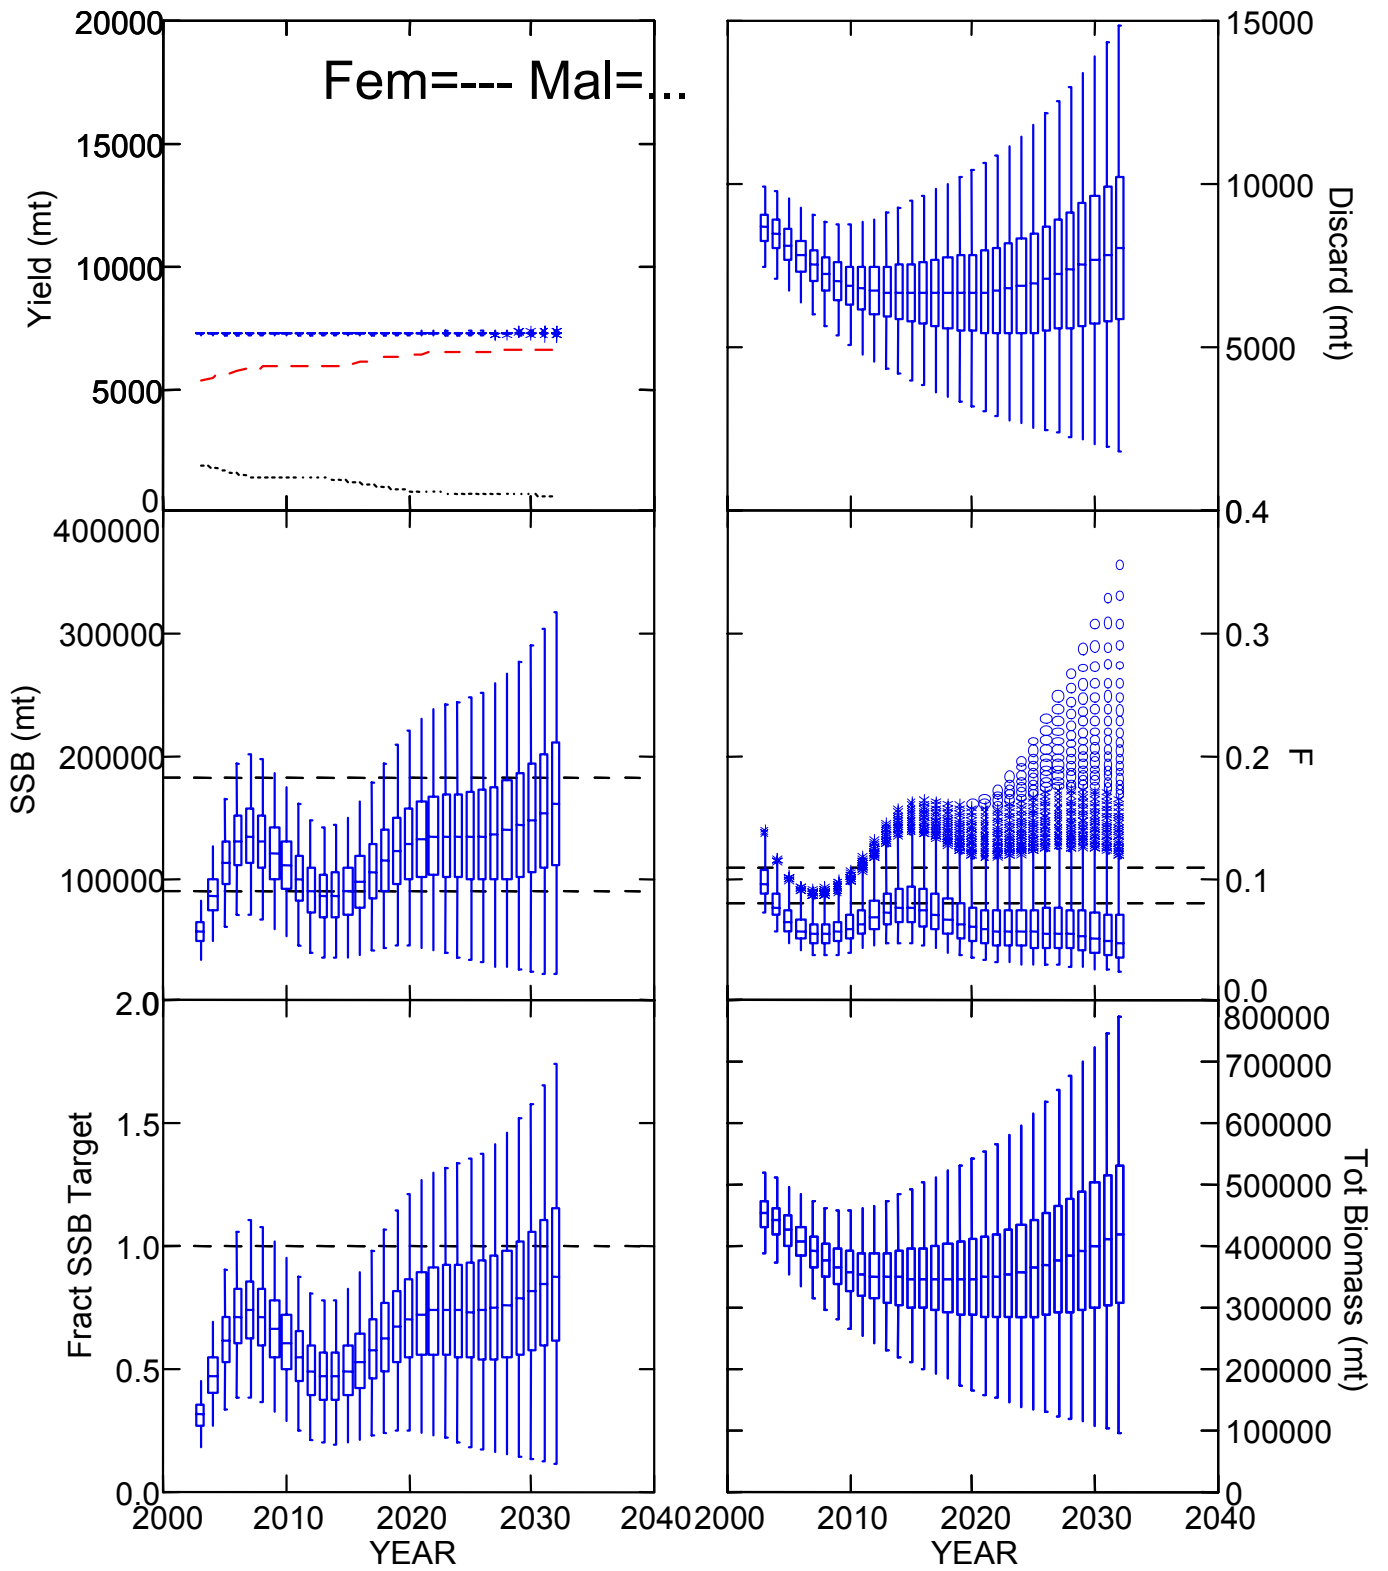 20000
15000
10000
5000
0
Yield (mt)
Fem=--- Mal=...
15000
10000
5000
Discard (mt)
400000
300000
200000
100000
SSB (mt)
0.4
0.3
0.2
0.1
0.0
F
2.0
1.5
1.0
0.5
0.0
Fract SSB Target
800000
700000
600000
500000
400000
300000
200000
100000
0
Tot Biomass (mt)
2000 2010 2020 2030 2040
YEAR
2000 2010 2020 2030 2040
YEAR